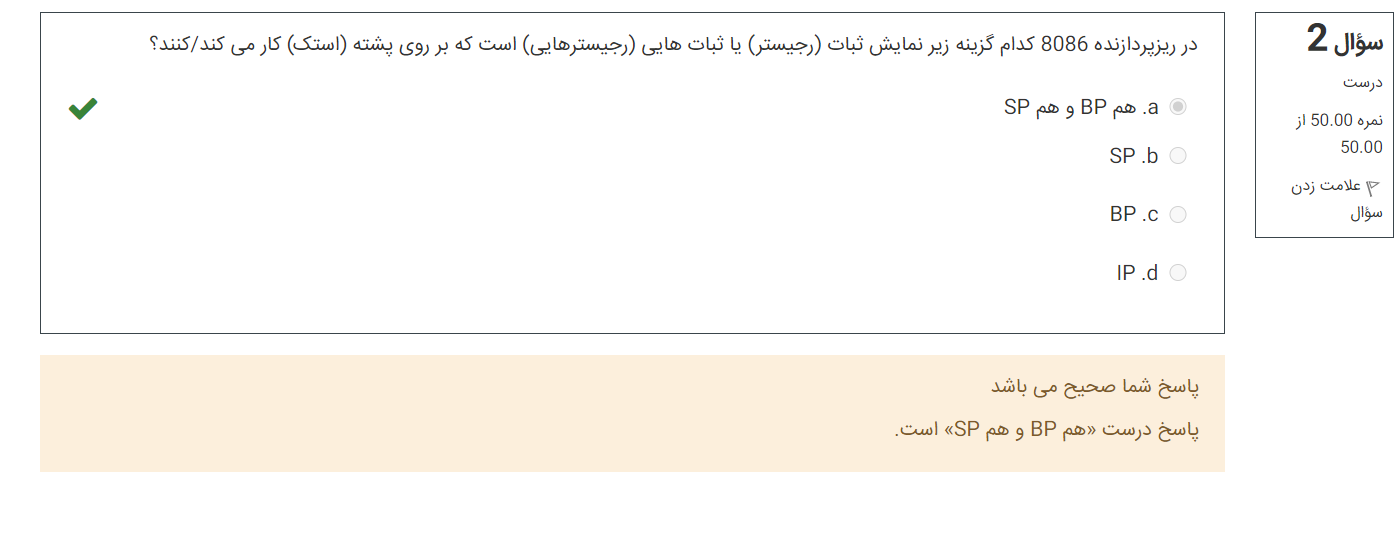 سؤال 2
درست
نمره 50.00 از
50.00
علامت زدن
سؤال
در ریزپردازنده 8086 کدام گزینه زیر نمایش ثبات (رجیستر) یا ثبات هایی (رجیسترهایی) است که بر روی پشته (استک) کار می کند/کنند؟
a. هم BP و هم SP
b. SP
c. BP
d. IP
پاسخ شما صحیح می باشد
پاسخ درست «هم BP و هم SP» است.